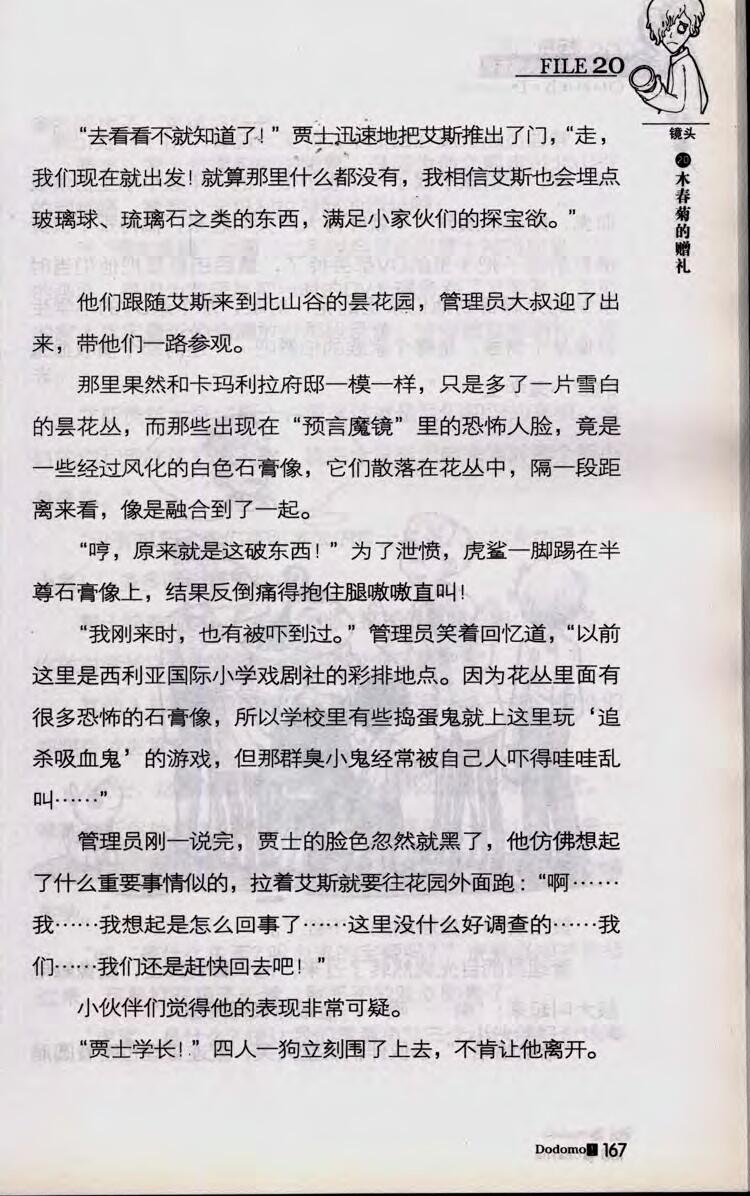 FILE 20
镜头
20
木春菊的赠礼
“去看看不就知道了！”贾士迅速地把艾斯推出了门，“走，
我们现在就出发！就算那里什么都没有，我相信艾斯也会埋点
玻璃球、琉璃石之类的东西，满足小家伙们的探宝欲。”
他们跟随艾斯来到北山谷的昙花园，管理员大叔迎了出
来，带他们一路参观。
那里果然和卡玛利拉府邸一模一样，只是多了一片雪白
的昙花丛，而那些出现在“预言魔镜”里的恐怖人脸，竟是
一些经过风化的白色石膏像，它们散落在花丛中，隔一段距
离来看，像是融合到了一起。
“哼，原来就是这破东西！”为了泄愤，虎鲨一脚踢在半
尊石膏像上，结果反倒痛得抱住腿嗷嗷直叫！
“我刚来时，也有被吓到过。”管理员笑着回忆道，“以前
这里是西利亚国际小学戏剧社的彩排地点。因为花丛里面有
很多恐怖的石膏像，所以学校里有些捣蛋鬼就上这里玩‘追
杀吸血鬼’的游戏，但那群臭小鬼经常被自己人吓得哇哇乱
叫……”
管理员刚一说完，贾士的脸色忽然就黑了，他仿佛想起
了什么重要事情似的，拉着艾斯就要往花园外面跑：“啊……
我……我想起是怎么回事了……这里没什么好调查的……我
们……我们还是赶快回去吧！”
小伙伴们觉得他的表现非常可疑。
“贾士学长！”四人一狗立刻围了上去，不肯让他离开。
Dodomo! 167